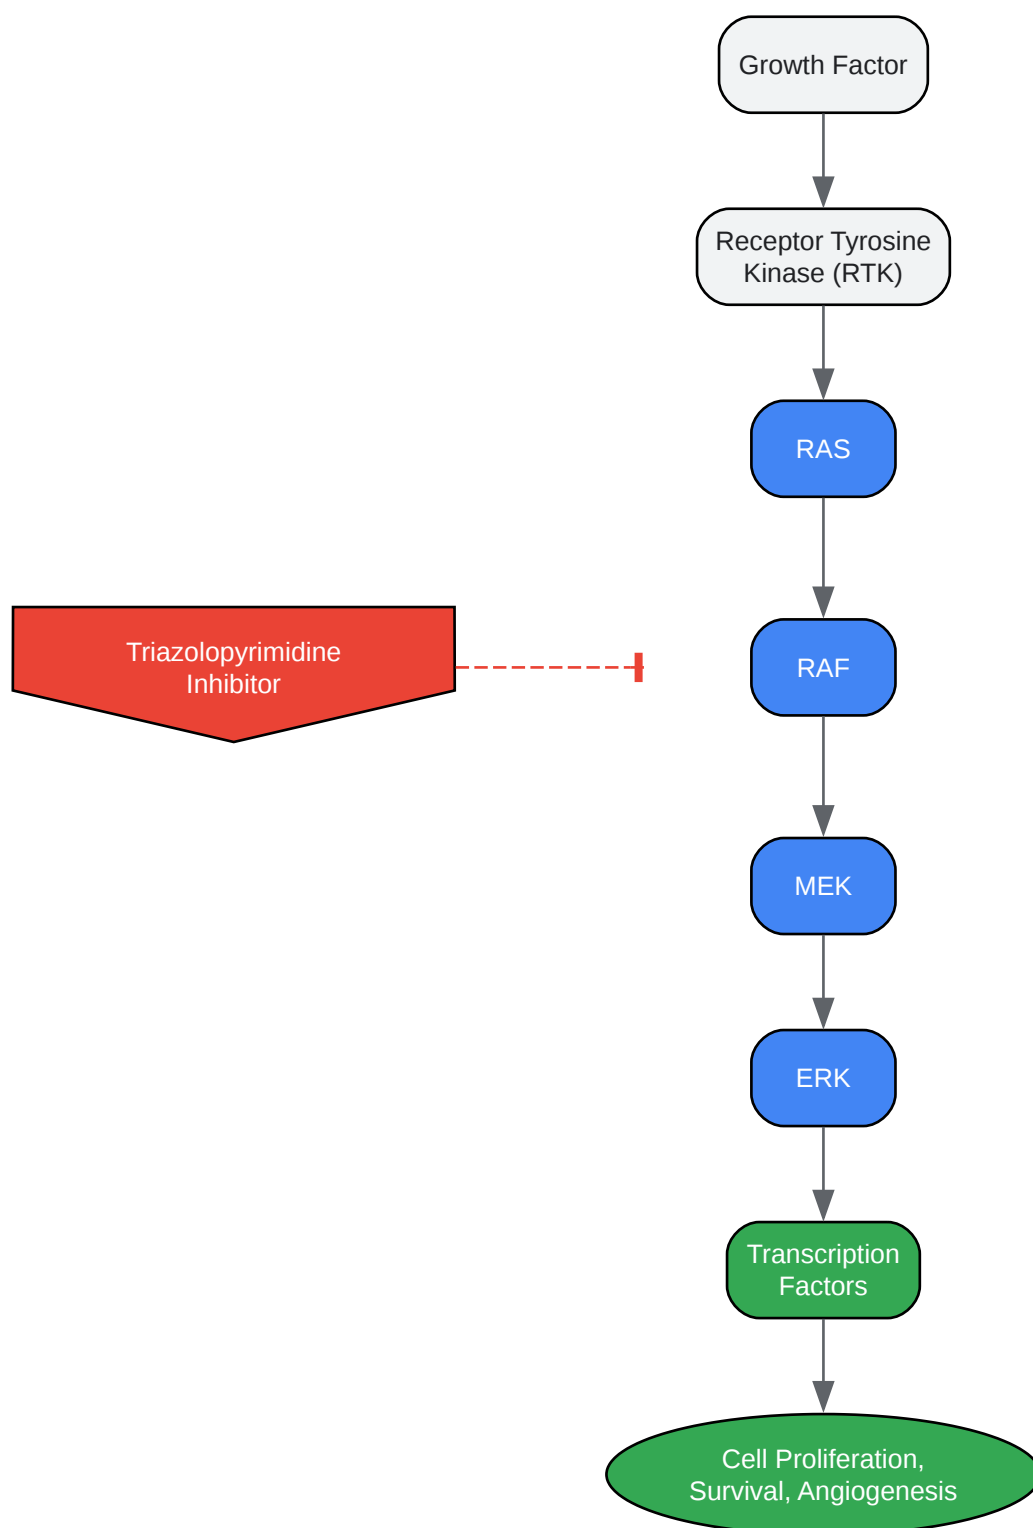 Growth Factor
Receptor Tyrosine
Kinase (RTK)
RAS
Triazolopyrimidine
Inhibitor
RAF
MEK
ERK
Transcription
Factors
Cell Proliferation,
Survival, Angiogenesis